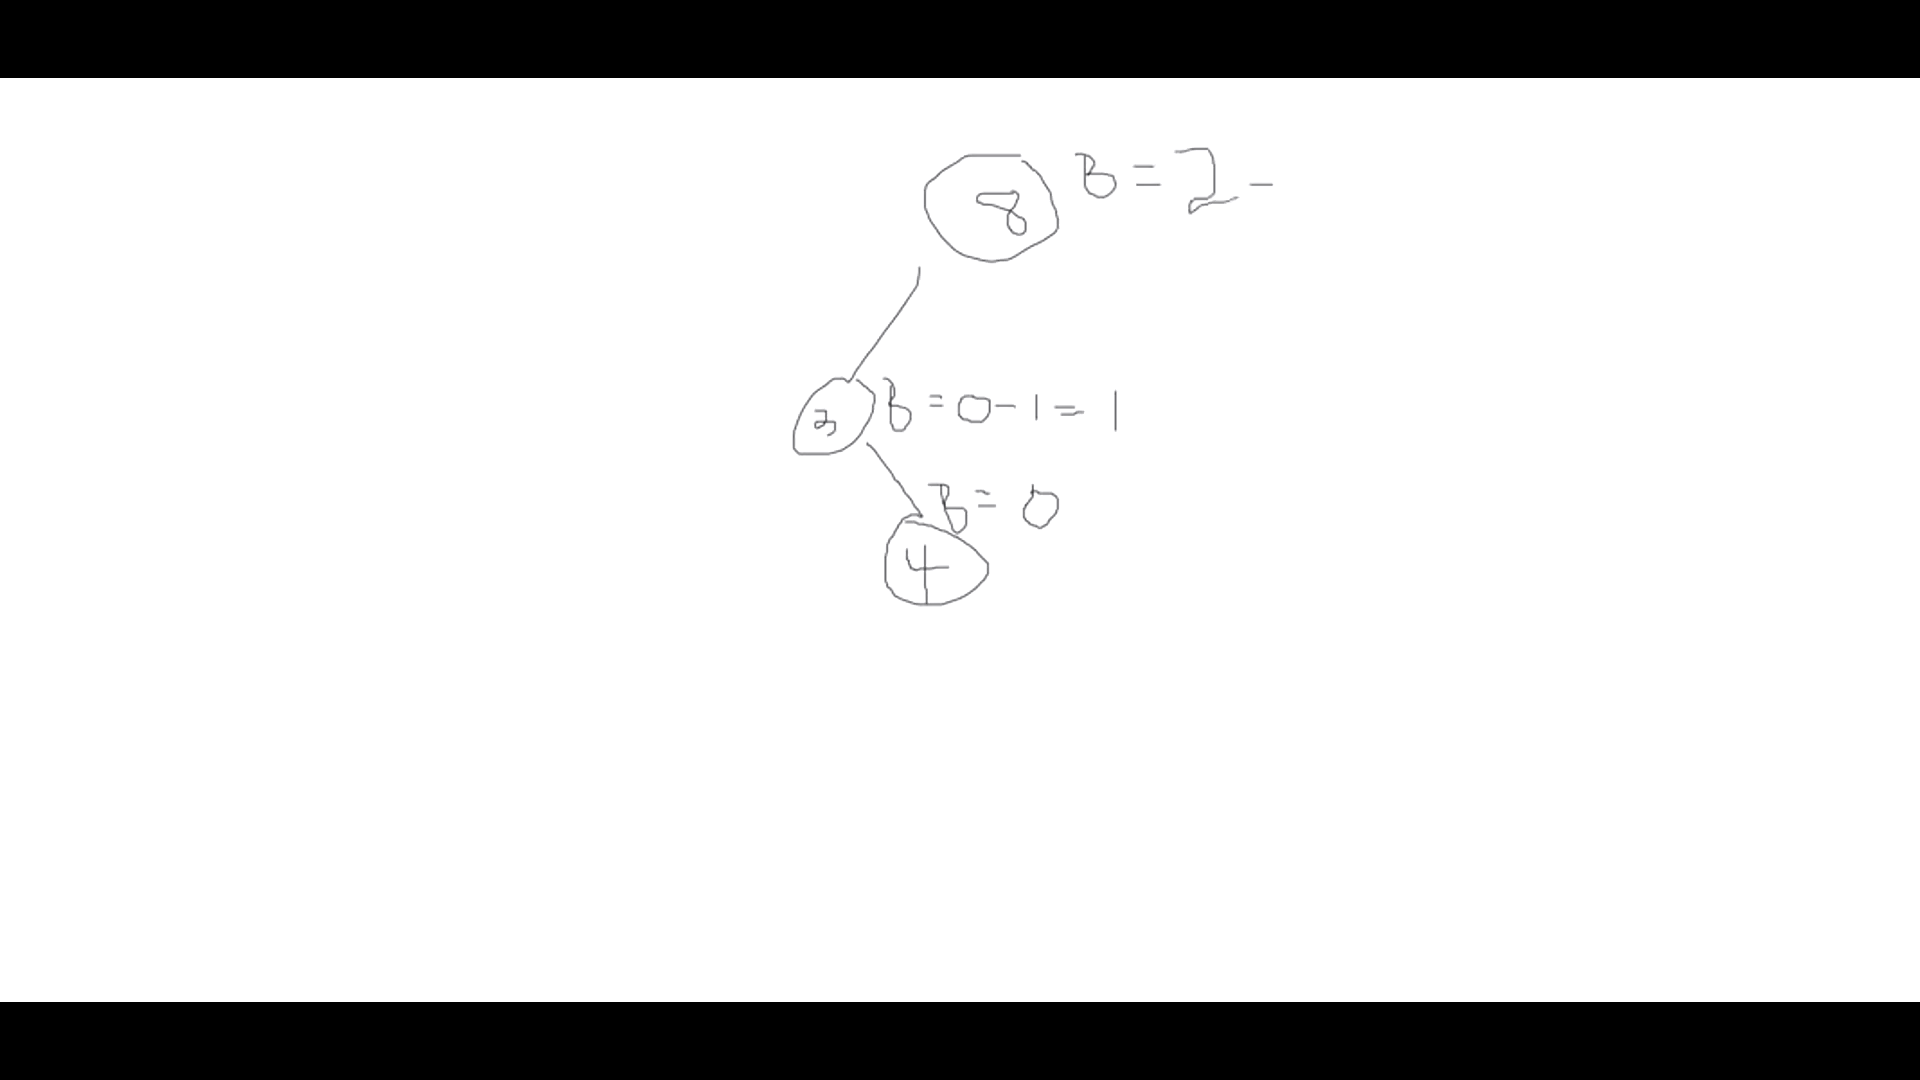 8 B = 2 -
3 B = 0 - 1 = 1
B = 0
4